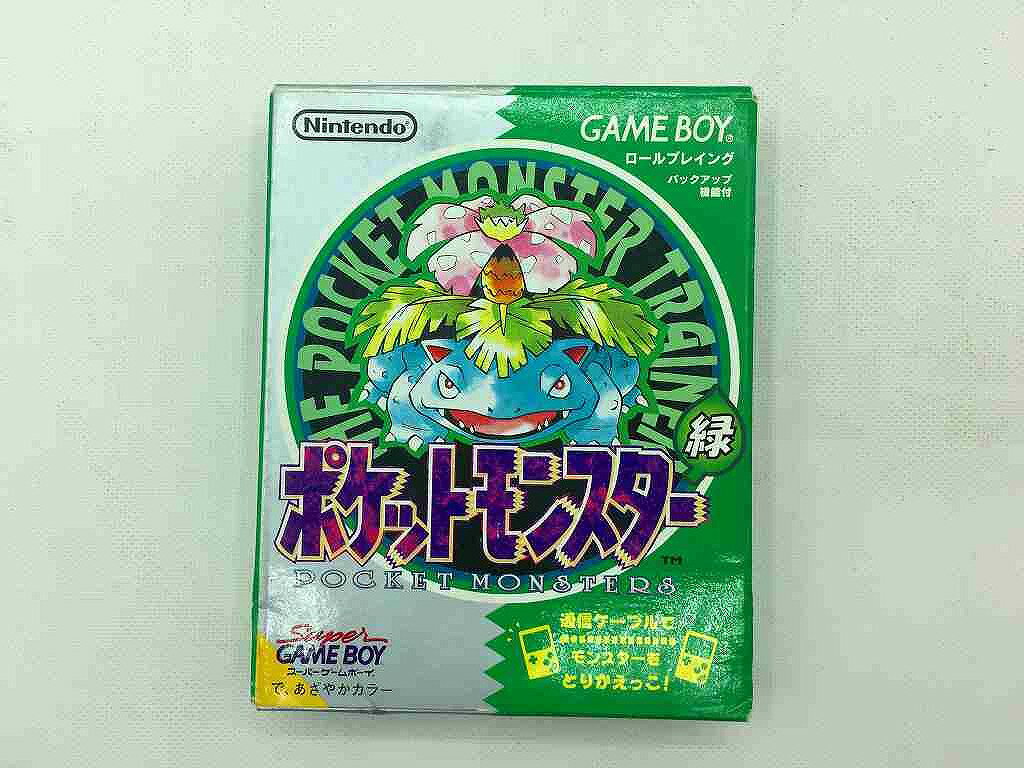 Nintendo
GAME BOY®
ロールプレイング
バックアップ
機能付
THE POCKET MONSTER TRAINER
緑
ポケットモンスター
TM
POCKET MONSTERS
Super
GAME BOY
スーパーゲームボーイ
で、あざやかカラー
通信ケーブルで
モンスターを
とりかえっこ!